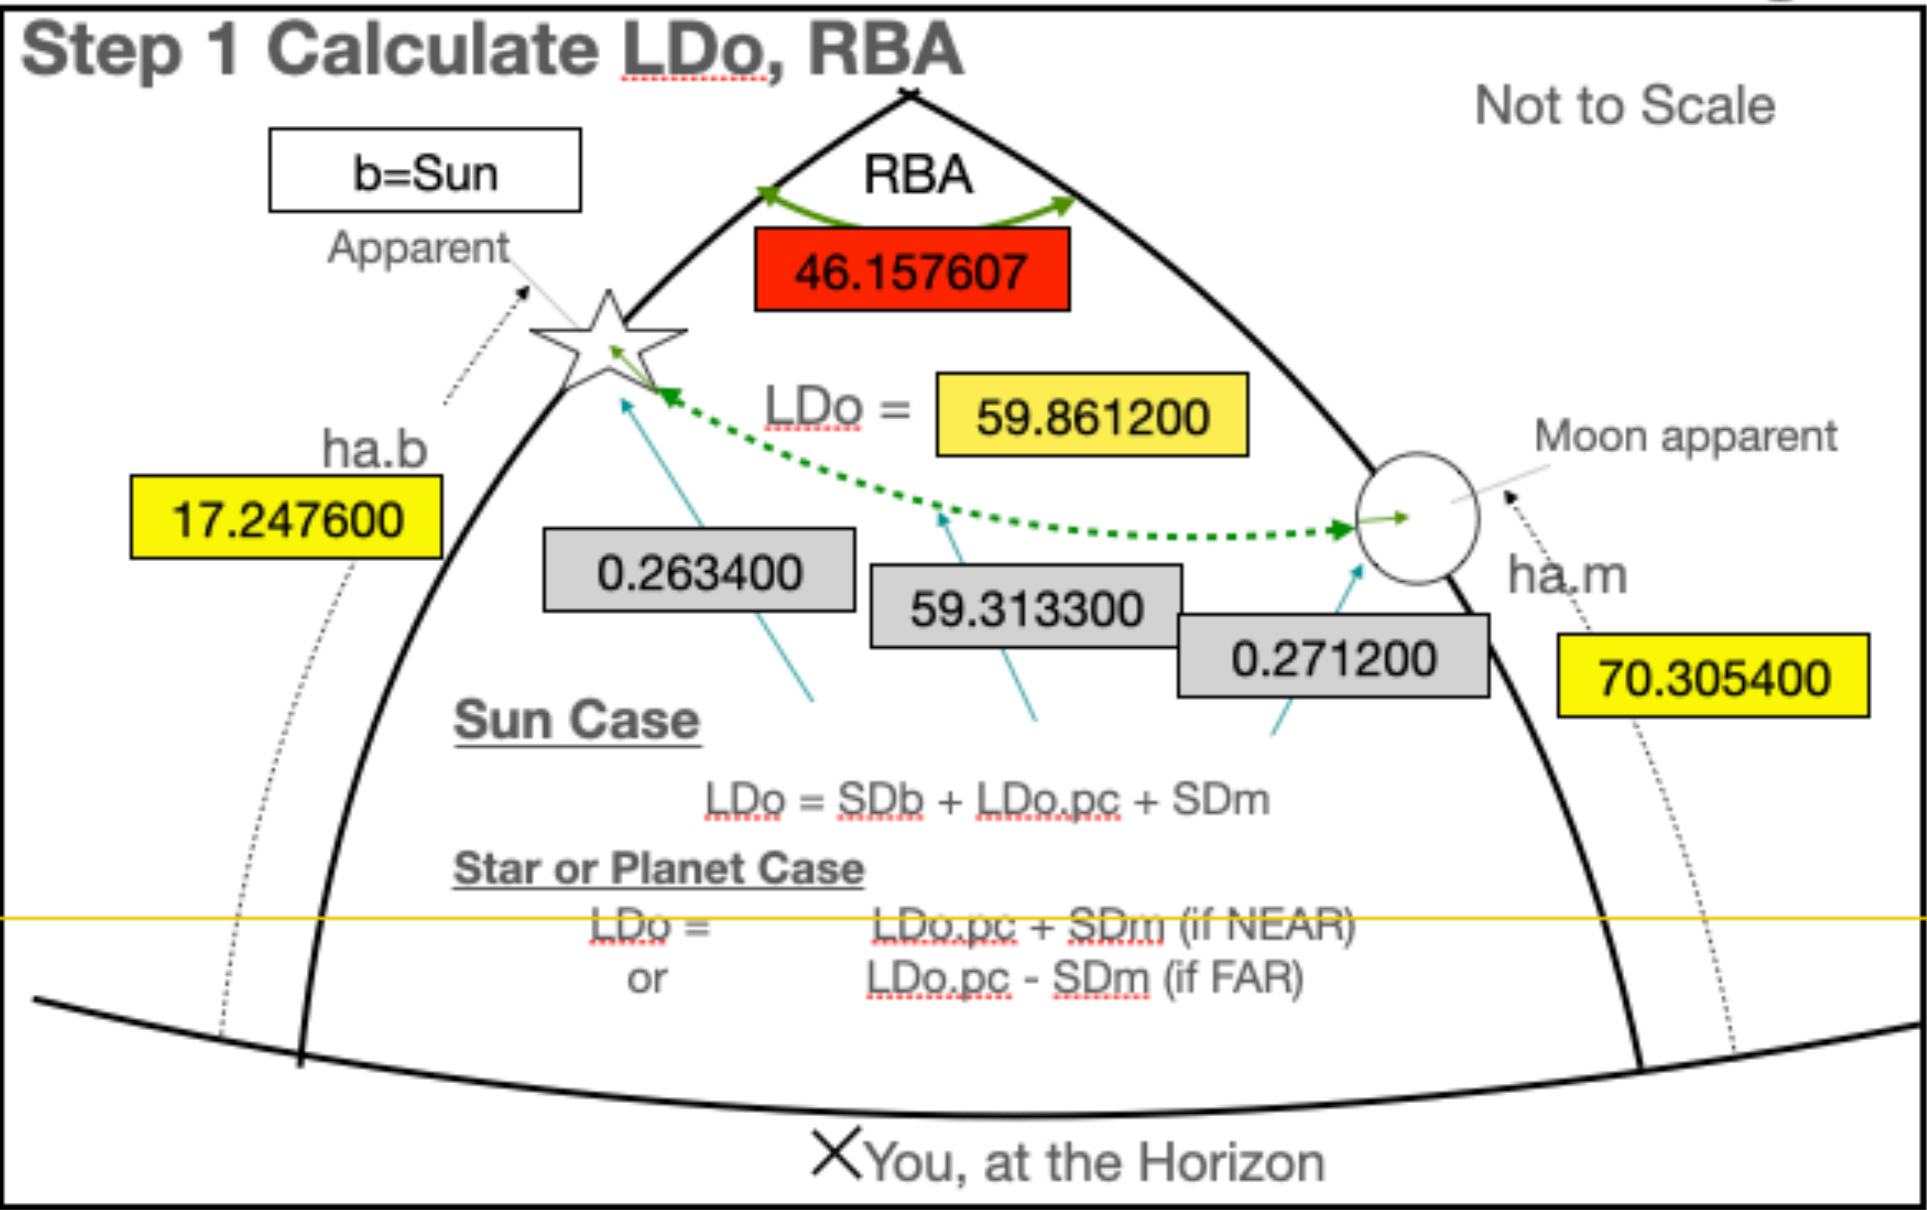 Step 1 Calculate LDo, RBA
Not to Scale
b=Sun
RBA
Apparent
46.157607
LDo =
59.861200
Moon apparent
ha.b
17.247600
0.263400
59.313300
0.271200
ha.m
70.305400
Sun Case
LDo = SDb + LDo.pc + SDm
Star or Planet Case
LDo = LDo.pc + SDm (if NEAR)
or LDo.pc - SDm (if FAR)
You, at the Horizon